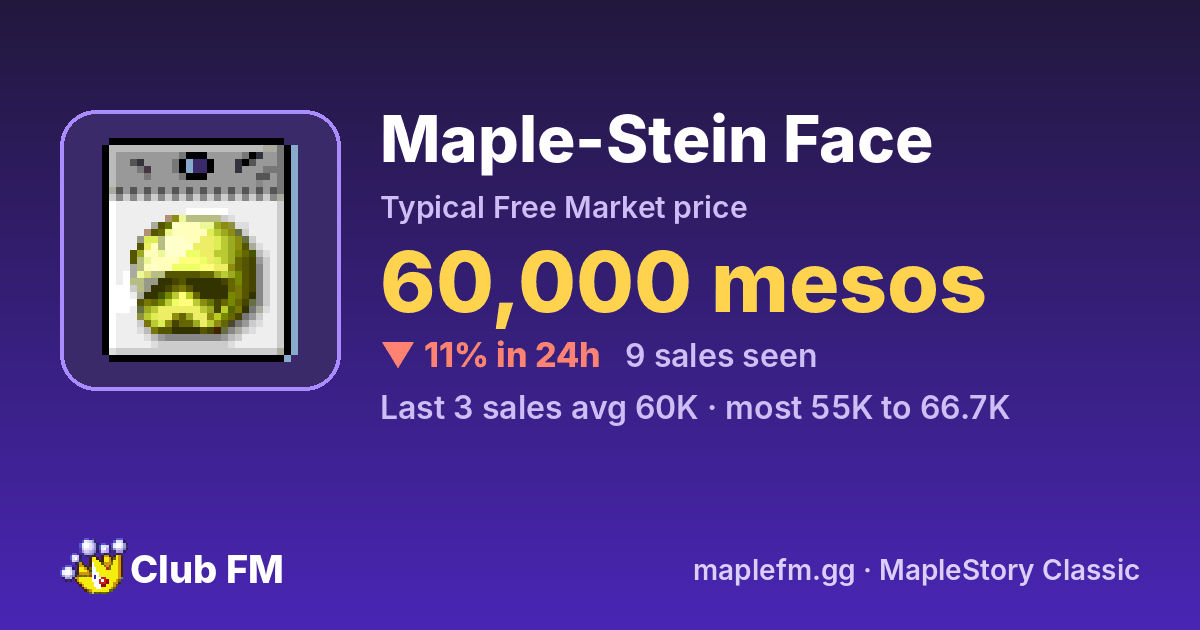 Maple-Stein Face
Typical Free Market price
60,000 mesos
▼ 11% in 24h 9 sales seen
Last 3 sales avg 60K · most 55K to 66.7K
Club FM
maplefm.gg · MapleStory Classic